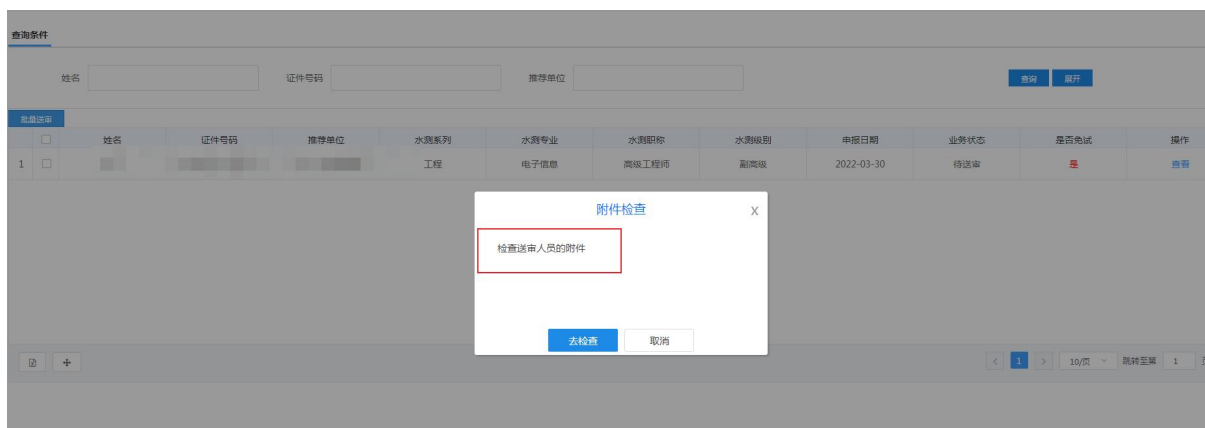 查询条件
姓名 证件号码 推荐单位 查询 展开
批量送审
姓名 证件号码 推荐单位 水测系列 水测专业 水测职称 水测级别 申报日期 业务状态 是否免试 操作
1 工程 电子信息 高级工程师 副高级 2022-03-30 待送审 是 查看
附件检查 X
检查送审人员的附件
去检查 取消
< 1 > 10/页 跳转至第 1